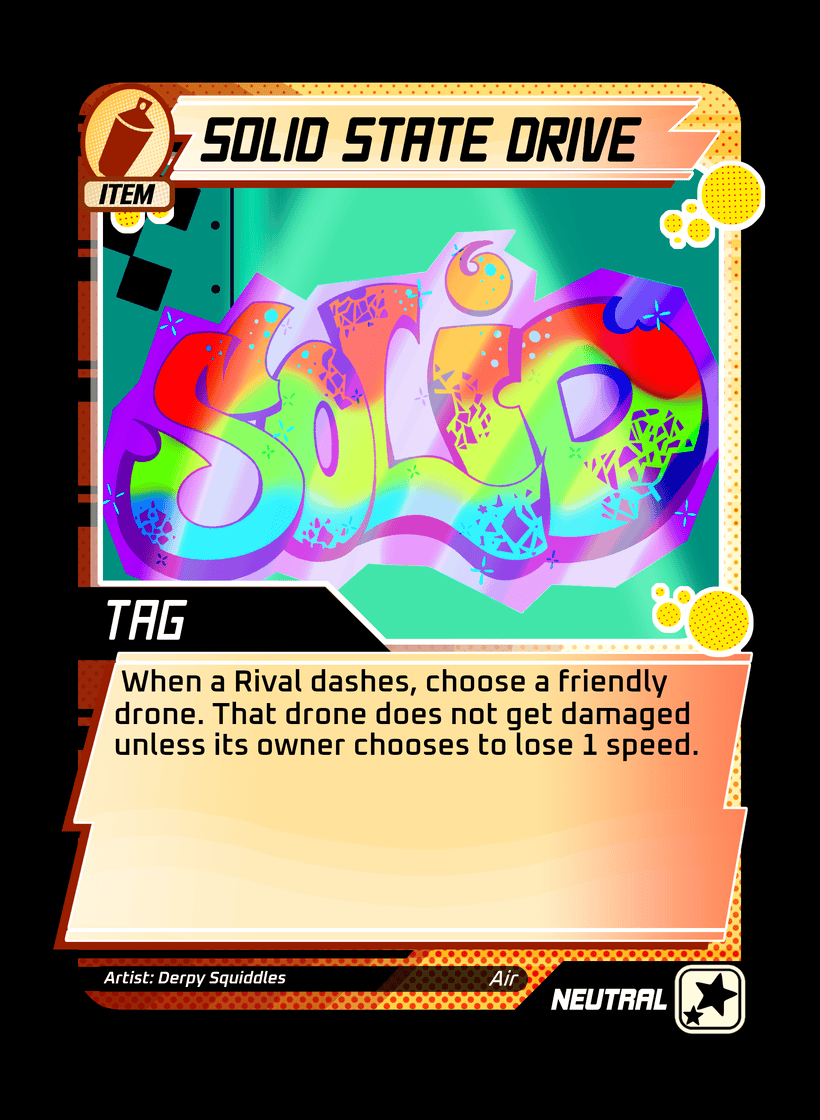 SOLID STATE DRIVE
ITEM
SOLID
TAG
When a Rival dashes, choose a friendly
drone. That drone does not get damaged
unless its owner chooses to lose 1 speed.
Artist: Derpy Squiddles
Air
NEUTRAL